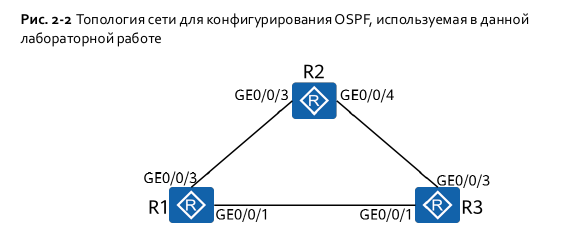 Рис. 2-2 Топология сети для конфигурирования OSPF, используемая в данной
лабораторной работе
R2
GE0/0/3
GE0/0/4
GE0/0/3
GE0/0/3
R1
R3
GE0/0/1
GE0/0/1
R
R
R